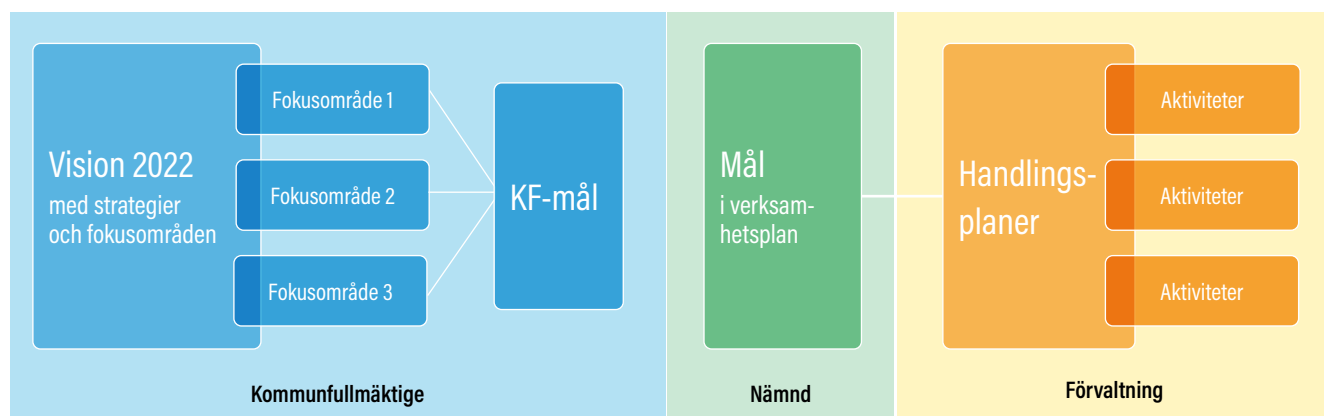 Vision 2022
med strategier
och fokusområden
Fokusområde 1
Fokusområde 2
Fokusområde 3
KF-mål
Kommunfullmäktige
Mål
i verksam-
hetsplan
Nämnd
Handlings-
planer
Aktiviteter
Aktiviteter
Aktiviteter
Förvaltning